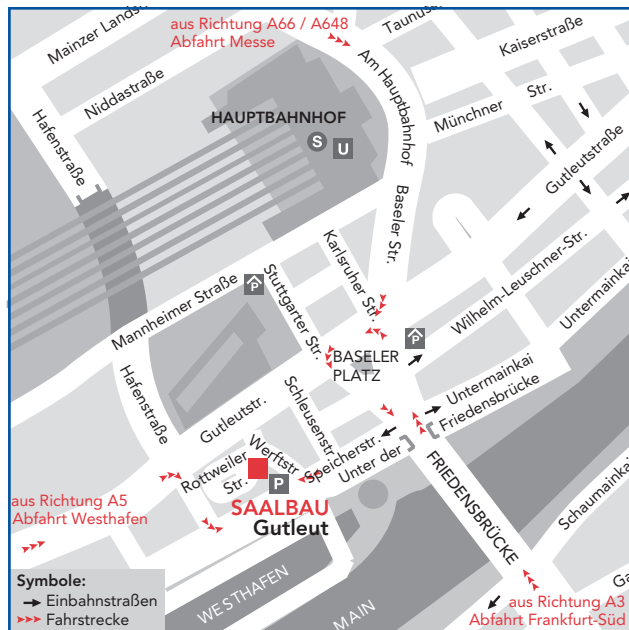 aus Richtung A66 / A648
Abfahrt Messe
Mainzer Landstr
Taunus
Kaiserstraße
Niddastraße
Am Hauptbahnhof
Münchner Str.
HAUPTBAHNHOF
S U
Hafenstraße
Gutleutstraße
Baseler Str.
Karlsruher Str.
Wilhelm-Leuschner-Str.
Untermainkai
Mannheimer Straße
P
Stuttgarter Str.
P
BASELER
PLATZ
Hafenstraße
Gutleutstr.
Schleusenstr.
Untermainkai
Friedensbrücke
Speicherstr.
Unter der
Werftstr.
Rottweiler
Str.
P
SAALBAU
Gutleut
aus Richtung A5
Abfahrt Westhafen
FRIEDENSBRÜCKE
Schaumainkai
WESTHAFEN
MAIN
Ga
Symbole:
Einbahnstraßen
Fahrstrecke
aus Richtung A3
Abfahrt Frankfurt-Süd